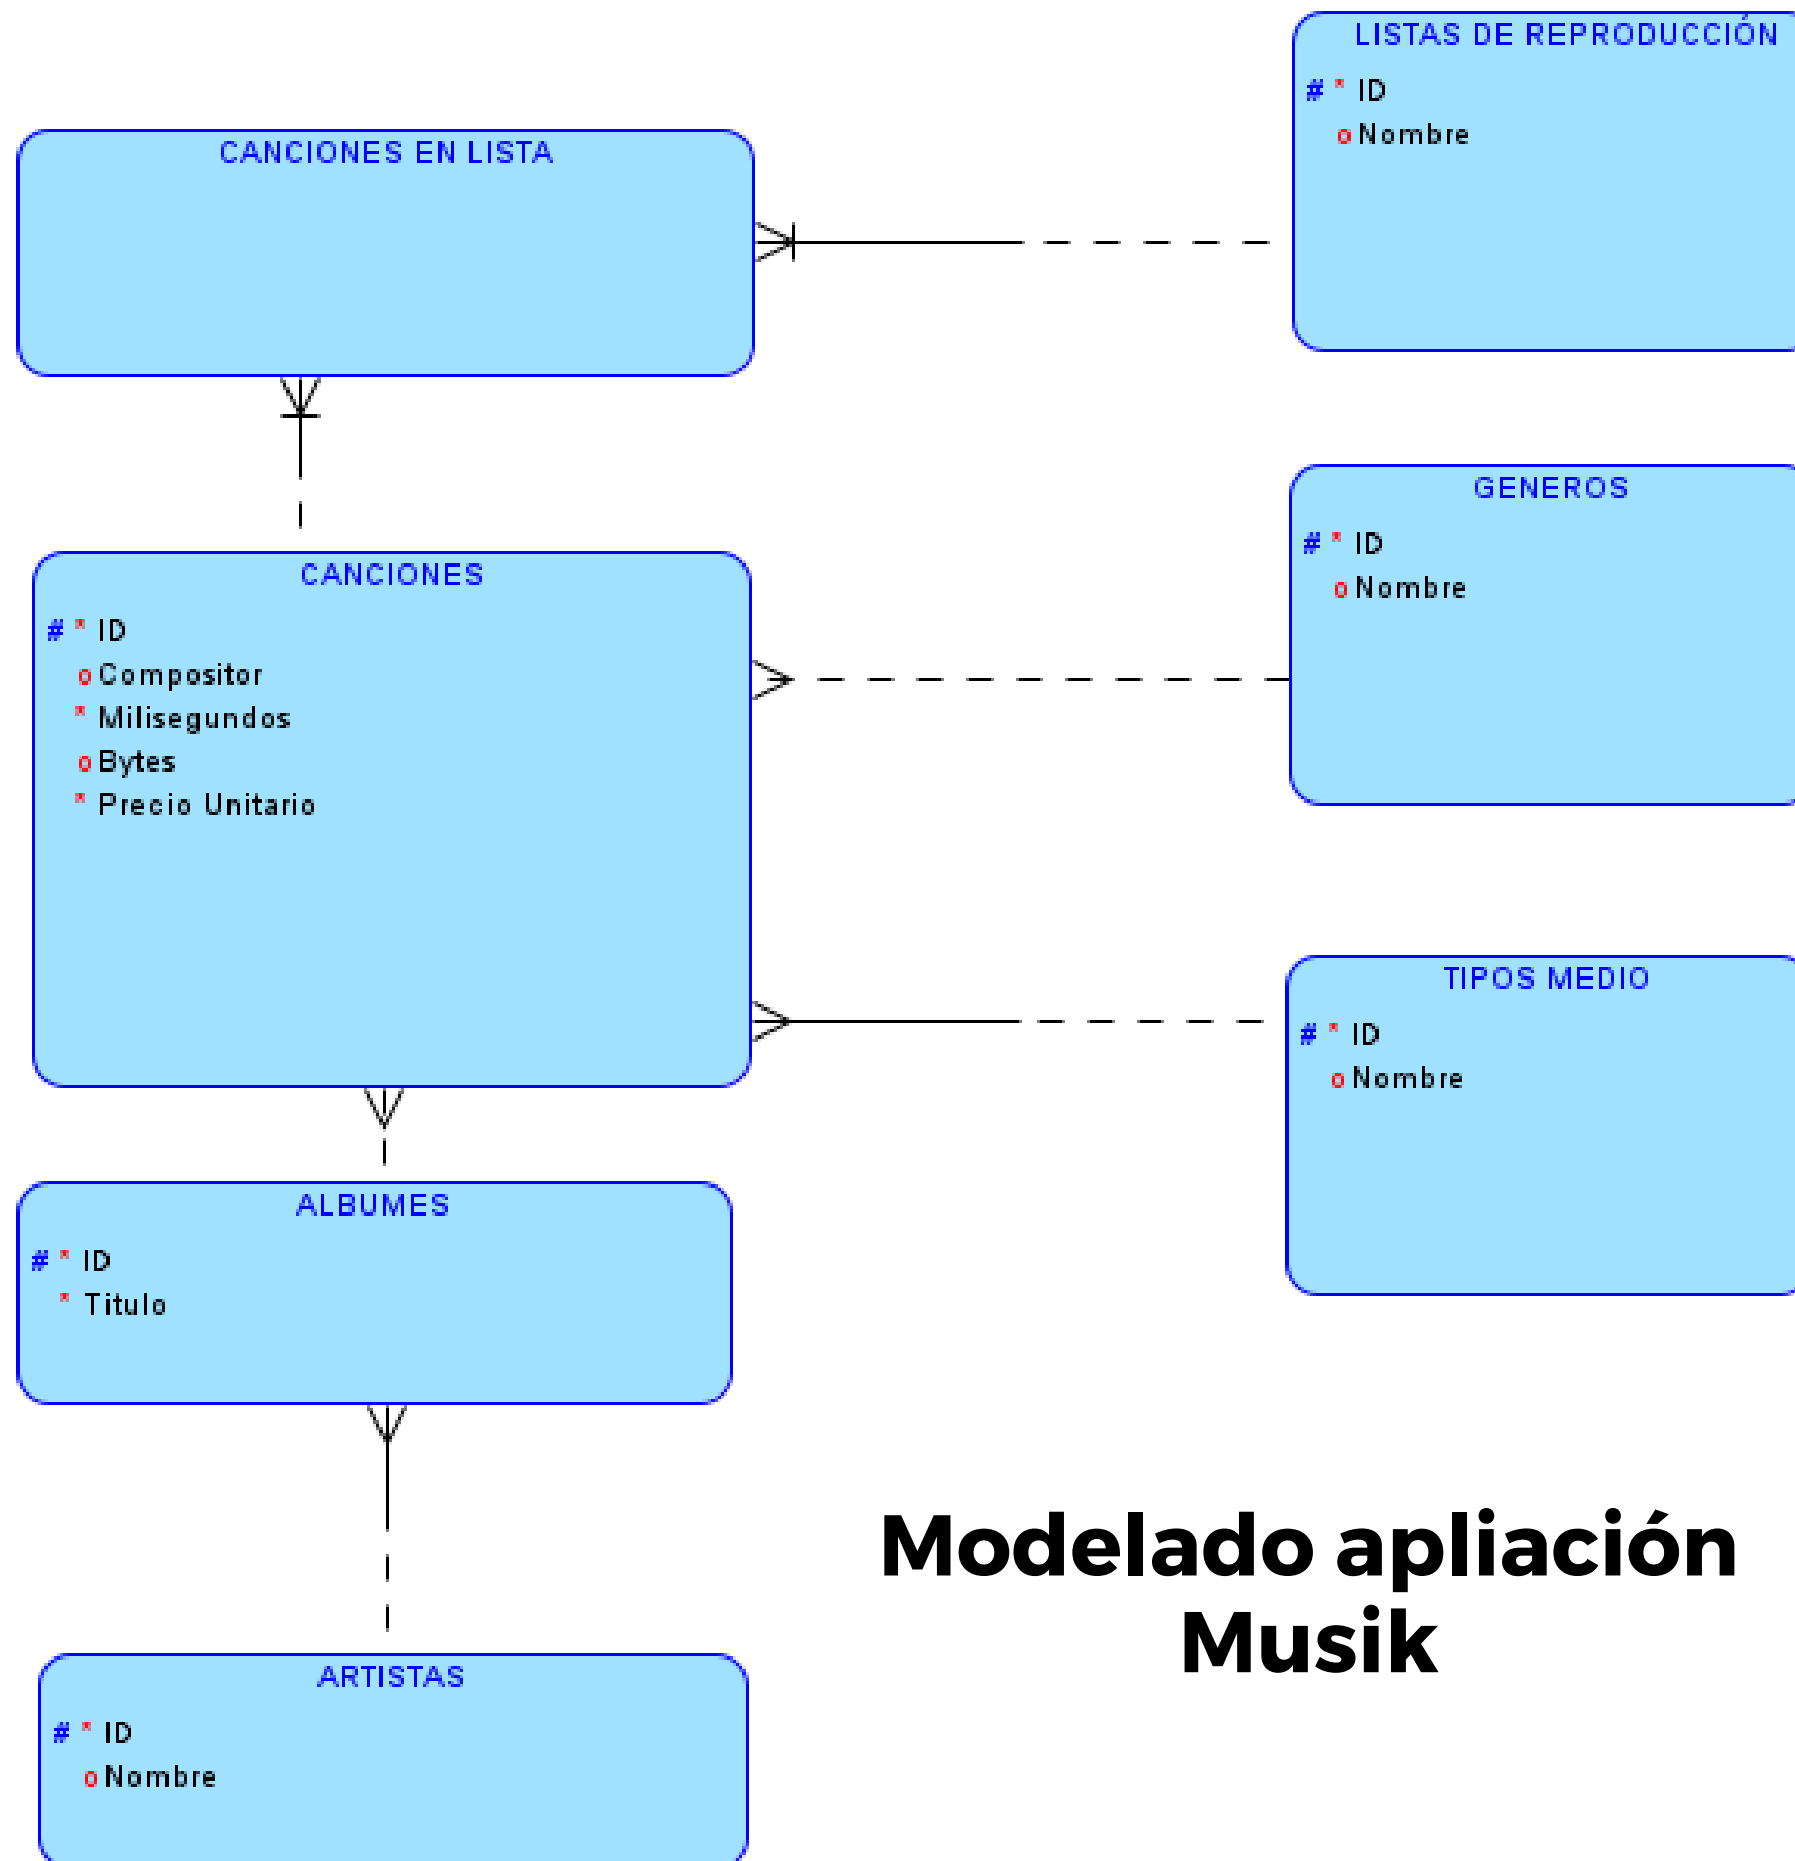 LISTAS DE REPRODUCCIÓN
# * ID
o Nombre
CANCIONES EN LISTA
GENEROS
# * ID
o Nombre
CANCIONES
# * ID
o Compositor
* Milisegundos
o Bytes
* Precio Unitario
TIPOS MEDIO
# * ID
o Nombre
ALBUMES
# * ID
* Titulo
ARTISTAS
# * ID
o Nombre
Modelado apliación
Musik